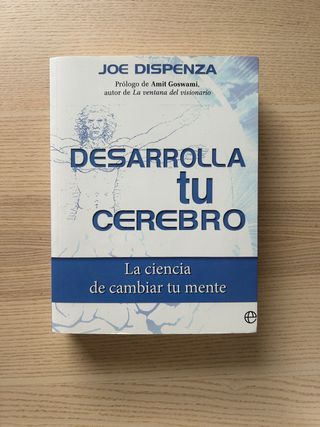 JOE DISPENZA
Prólogo de Amit Goswami,
autor de La ventana del visionario
DESARROLLA
tu
CEREBRO
La ciencia
de cambiar tu mente